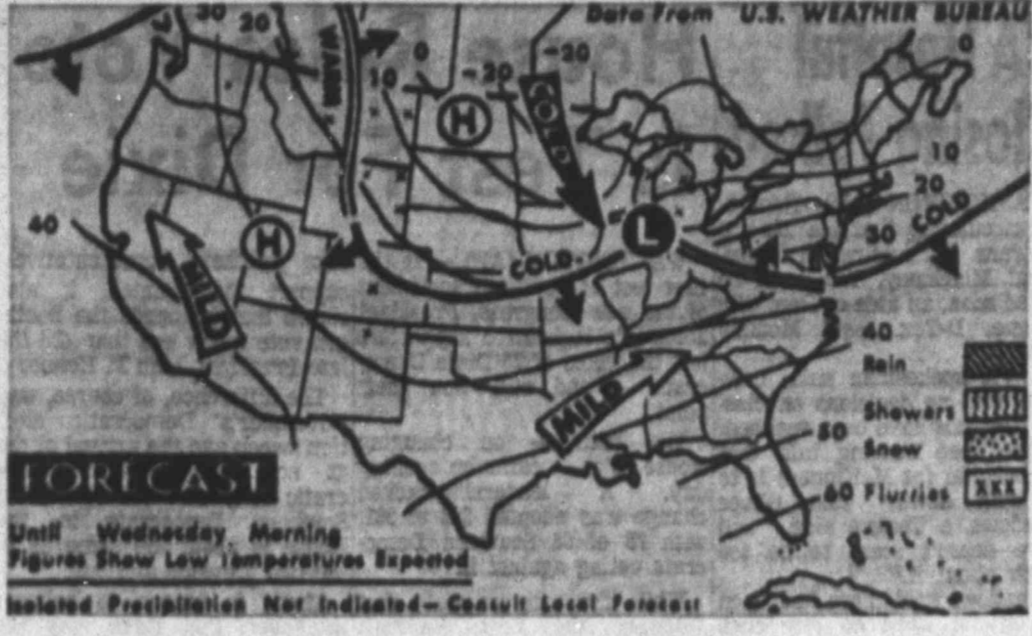 Data From U.S. WEATHER BUREAU
30
20
WARM
0
-20
-20
0
10
H
COLD
10
20
40
H
L
30
COLD
COLD
MILD
40
Rain
MILD
Showers
50
Snow
FORECAST
60
Flurries
XXX
Until Wednesday Morning
Figures Show Low Temperatures Expected
Isolated Precipitation Not Indicated— Consult Local Forecast